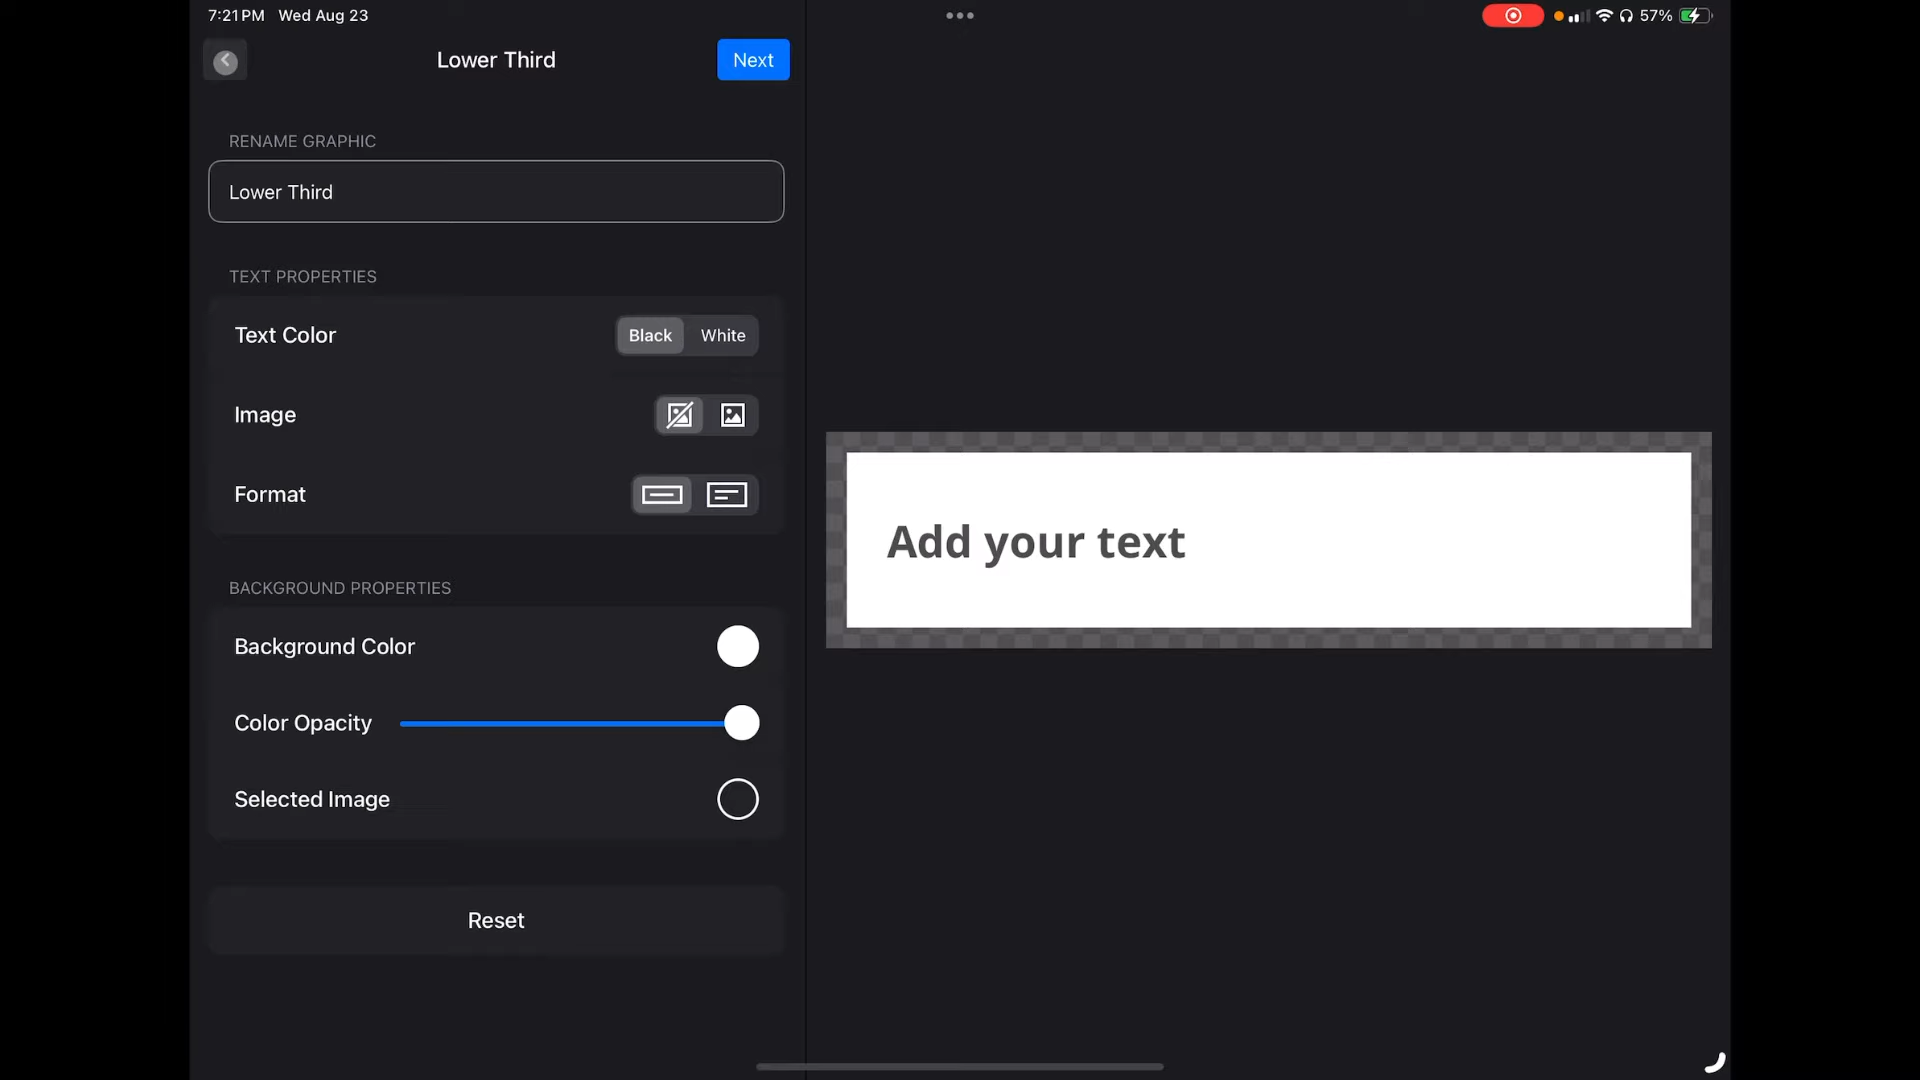 7:21 PM Wed Aug 23
57%
Lower Third
Next
RENAME GRAPHIC
Lower Third
TEXT PROPERTIES
Text Color
Black
White
Image
Format
Add your text
BACKGROUND PROPERTIES
Background Color
Color Opacity
Selected Image
Reset